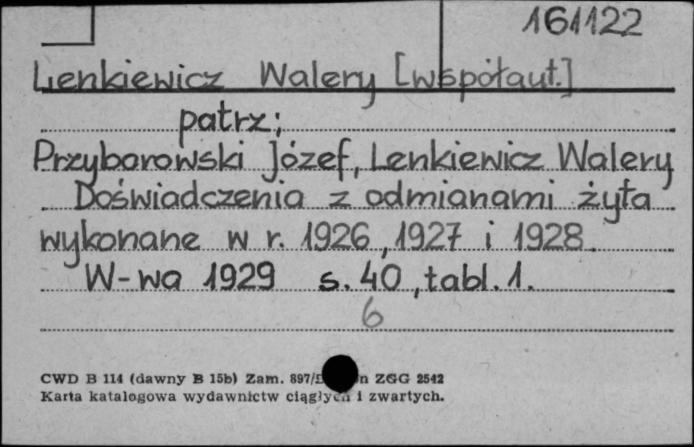 161122
Lenkiewicz Walery [współaut.]
patrz;
Przyborowski Józef, Lenkiewicz Walery
Doświadczenia z odmianami żyta
wykonane w r. 1926, 1927 i 1928
W-wa 1929 s. 40, tabl. 1.
6
CWD B 114 (dawny B 15b) Zam. ZGG 2542
Karta katalogowa wydawnictw ciągłych i zwartych.